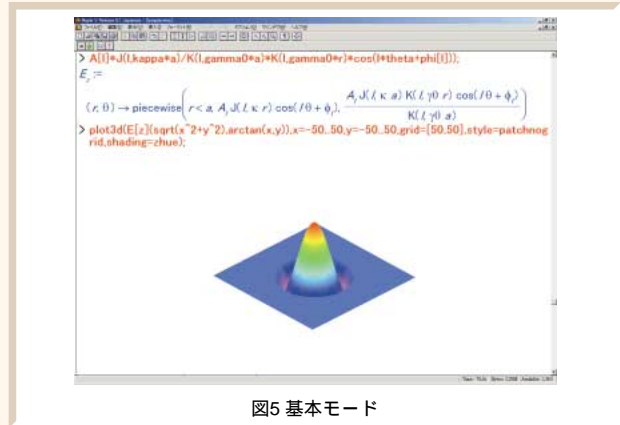 > A[l]*J(l,kappa*a)/K(l,gamma0*a)*K(l,gamma0*r)*cos(l*theta+phi[l]));
E_z :=
(r, θ) → piecewise( r < a, A_l J(l, κ r) cos(l θ + φ_l), A_l J(l, κ a) K(l, γ0 r) cos(l θ + φ_l) / K(l, γ0 a) )
> plot3d(E[z](sqrt(x^2+y^2),arctan(x,y)),x=-50..50,y=-50..50,grid=[50,50],style=patchnog
rid,shading=zhue);
図5 基本モード